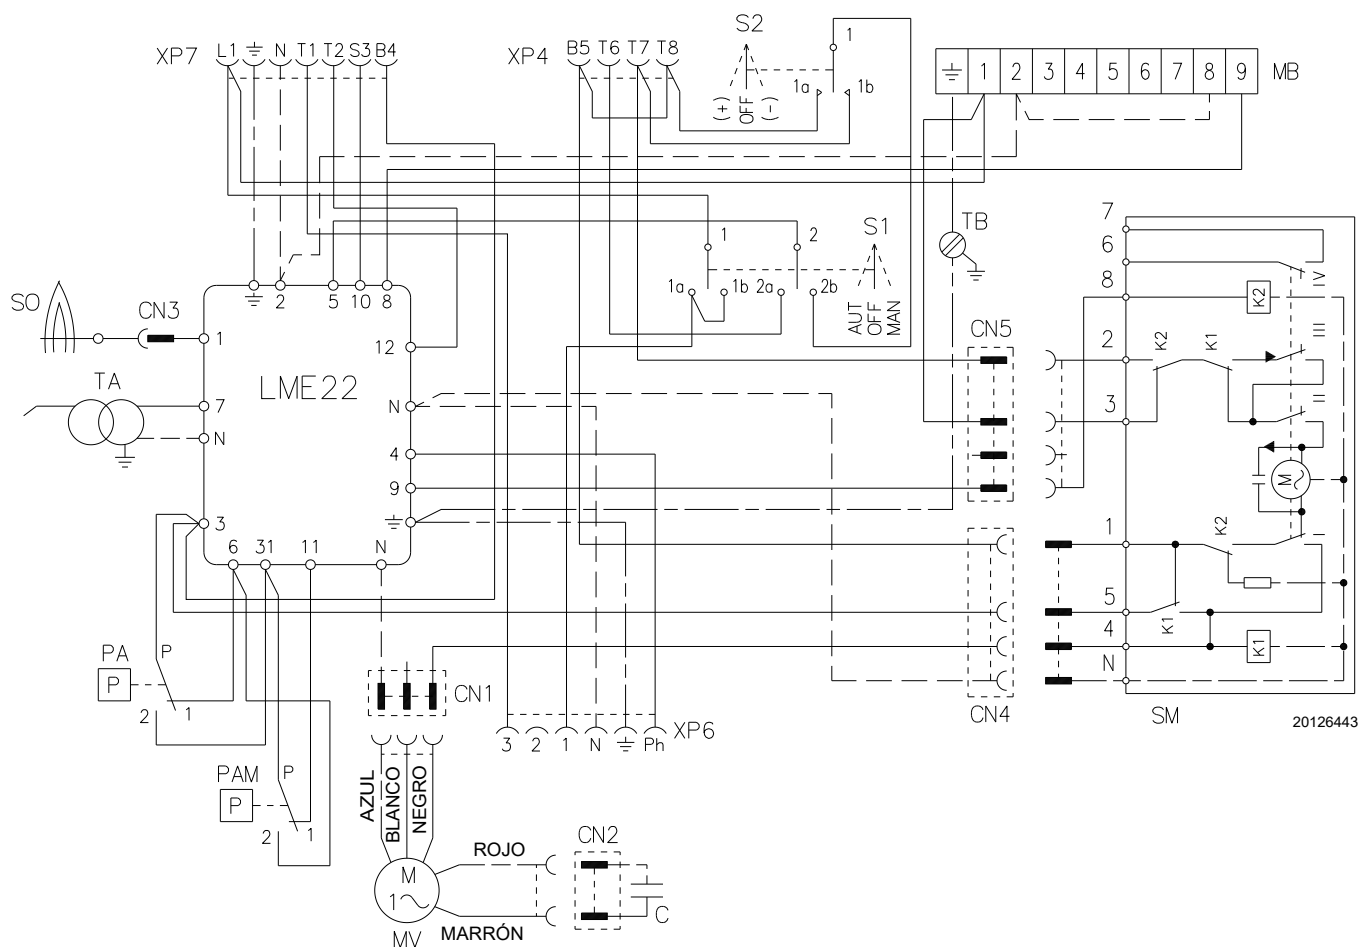 S2
XP7 L1 N T1 T2 S3 B4
XP4 B5 T6 T7 T8
1
1a 1b
(+) OFF (-)
1 2 3 4 5 6 7 8 9 MB
TB
S1
1 2
1a 1b 2a 2b
AUT OFF MAN
SO
CN3
TA
LME22
2 5 10 8
1
7
N
3
6 31 11 N
12
N
4
9
CN5
7
6
8
2
3
1
5
4
N
IV
K2
III
K2 K1
II
M
I
K2
K1
K1
CN4
SM
20126443
PA
P
P
2 1
PAM
P
P
2 1
CN1
3 2 1 N Ph XP6
AZUL
BLANCO
NEGRO
M
1
MV
ROJO
MARRÓN
CN2
C